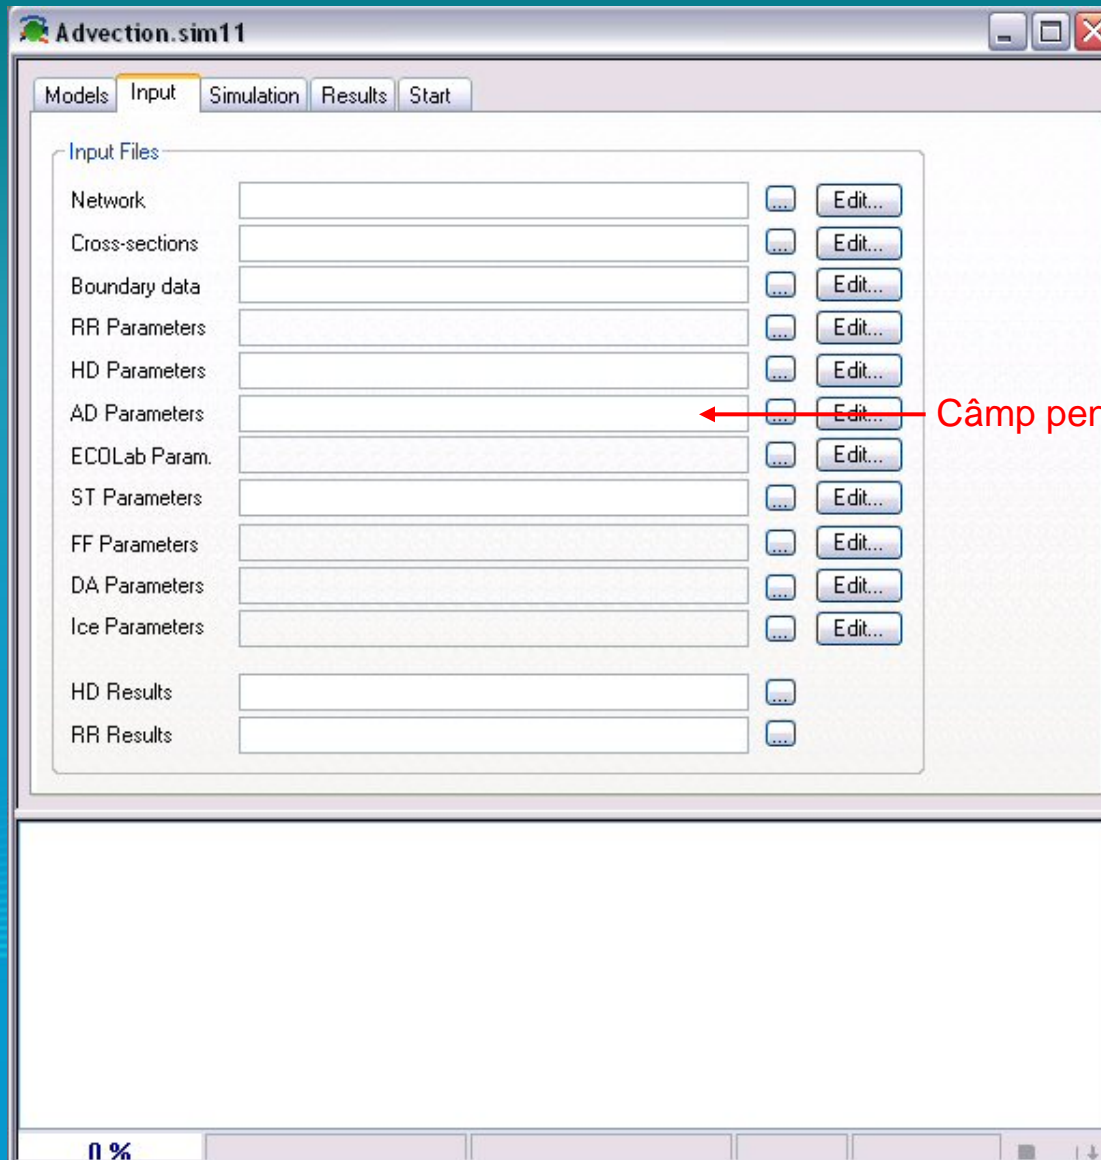 Advection.sim11
Models Input Simulation Results Start
Input Files
Network ... Edit...
Cross-sections ... Edit...
Boundary data ... Edit...
RR Parameters ... Edit...
HD Parameters ... Edit...
AD Parameters ... Edit... Câmp pen
ECOLab Param. ... Edit...
ST Parameters ... Edit...
FF Parameters ... Edit...
DA Parameters ... Edit...
Ice Parameters ... Edit...
HD Results ...
RR Results ...
0 %